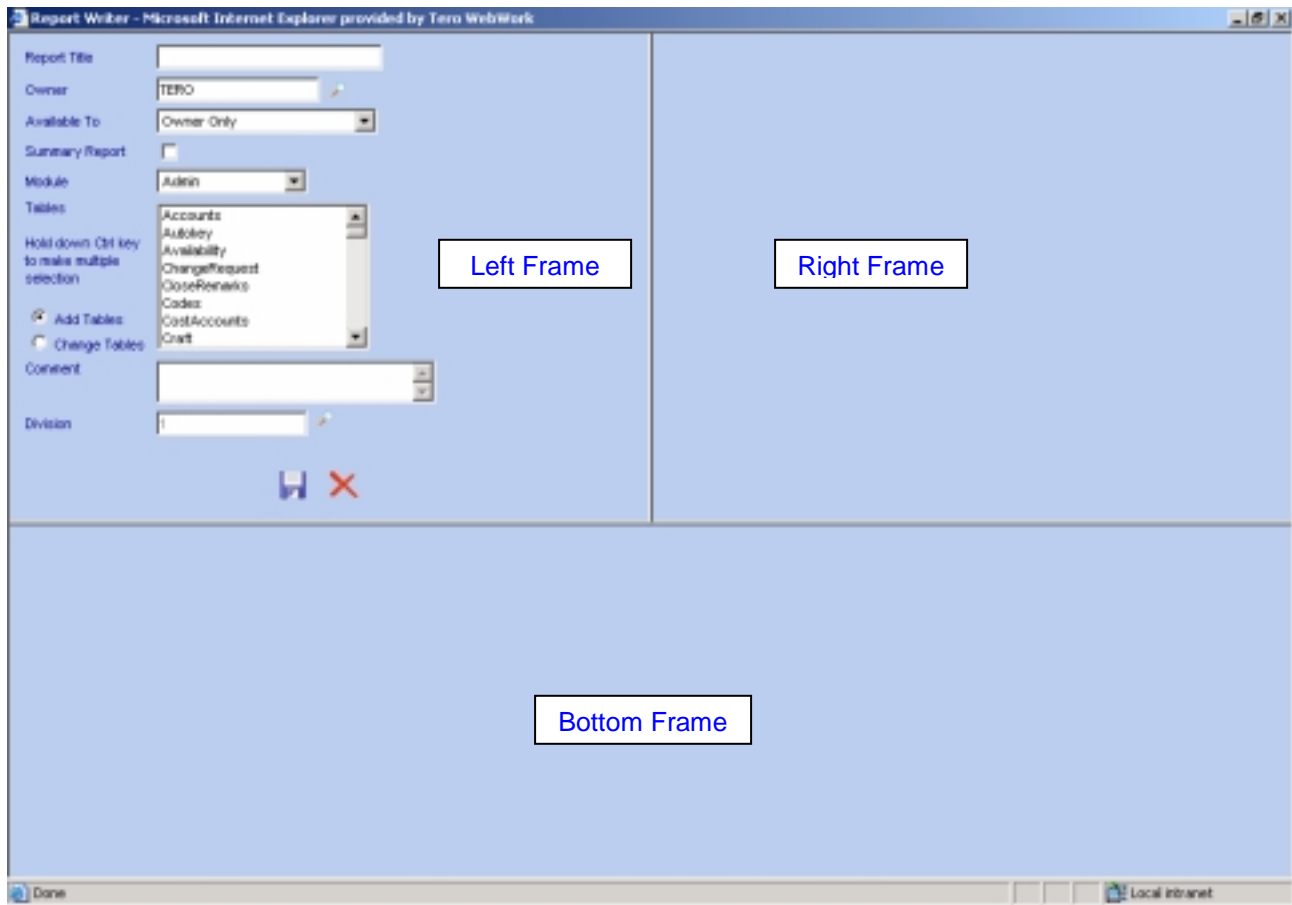 Report Writer - Microsoft Internet Explorer provided by Tero WebWork
Report Title
Owner
TERO
Available To
Owner Only
Summary Report
Module
Admin
Tables
Hold down Ctrl key
to make multiple
selection
Accounts
Autokey
Availability
ChangeRequest
CloseRemarks
Codes
CostAccounts
Craft
Add Tables
Change Tables
Comment
Division
1
Left Frame
Right Frame
Bottom Frame
Done
Local intranet